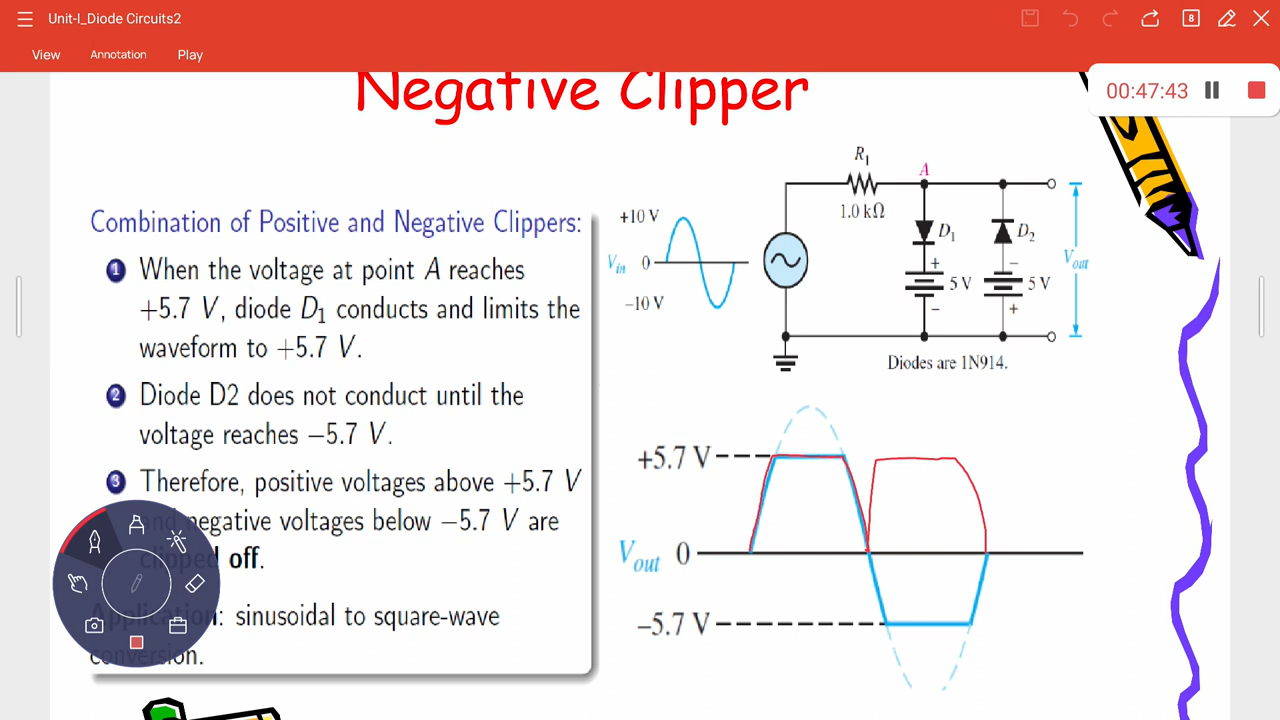 Unit-I_Diode Circuits2
8
View Annotation Play
00:47:43
Negative Clipper
Combination of Positive and Negative Clippers:
1 When the voltage at point A reaches
+5.7 V, diode D1 conducts and limits the
waveform to +5.7 V.
2 Diode D2 does not conduct until the
voltage reaches −5.7 V.
3 Therefore, positive voltages above +5.7 V
negative voltages below −5.7 V are
off.
: sinusoidal to square-wave
conversion.
R1
A
+10 V
1.0 kΩ
D1
D2
Vin 0
+
−
Vout
5 V
5 V
−10 V
−
+
Diodes are 1N914.
+5.7 V
Vout 0
−5.7 V